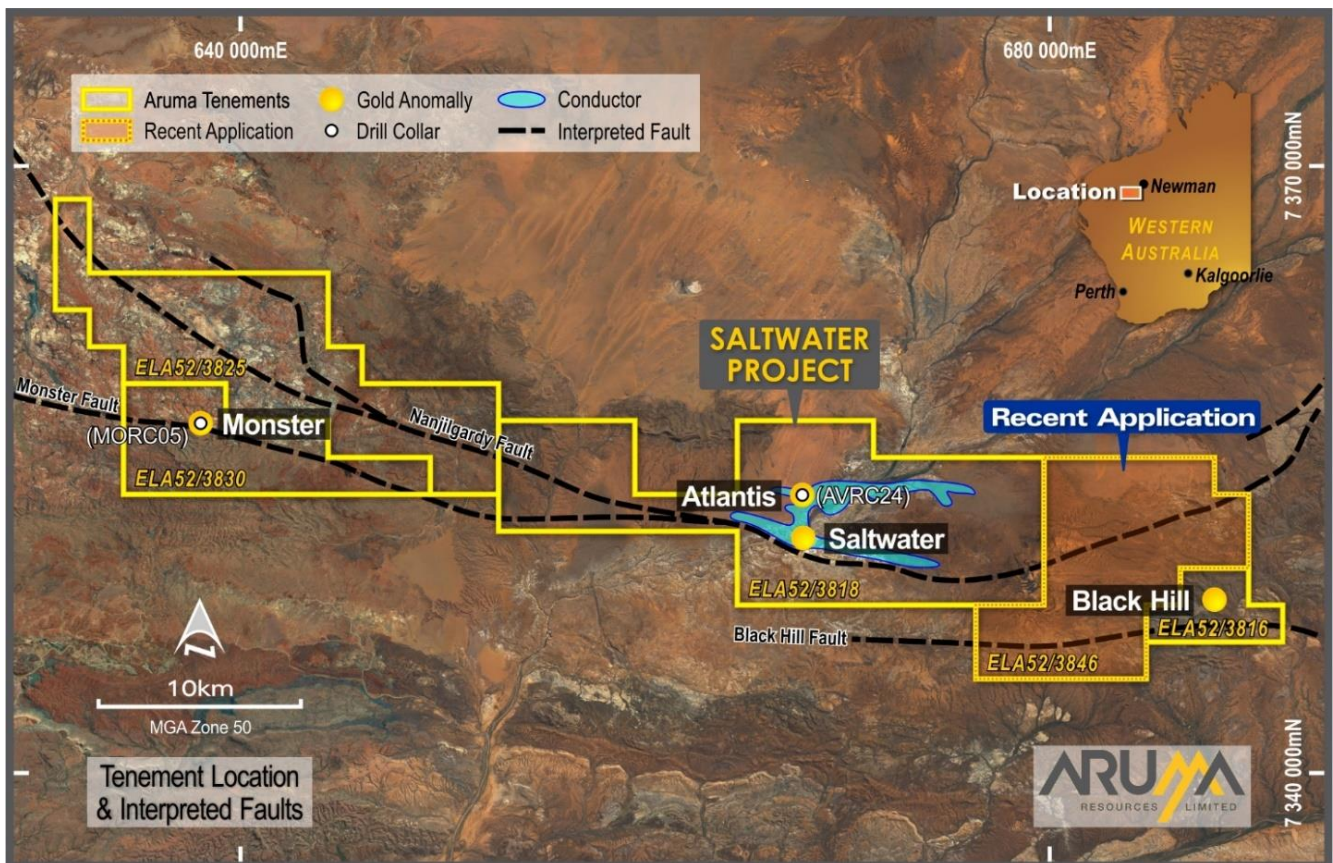 640 000mE
680 000mE
Aruma Tenements
Gold Anomally
Conductor
Recent Application
Drill Collar
Interpreted Fault
7 370 000mN
Location
Newman
WESTERN
AUSTRALIA
Kalgoorlie
Perth
SALTWATER
PROJECT
ELA52/3825
Monster Fault
(MORC05)
Monster
Nanjilgardy Fault
Recent Application
ELA52/3830
Atlantis
(AVRC24)
Saltwater
ELA52/3818
Black Hill
Black Hill Fault
ELA52/3816
ELA52/3846
N
10km
MGA Zone 50
Tenement Location
& Interpreted Faults
ARUMA
RESOURCES LIMITED
7 340 000mN